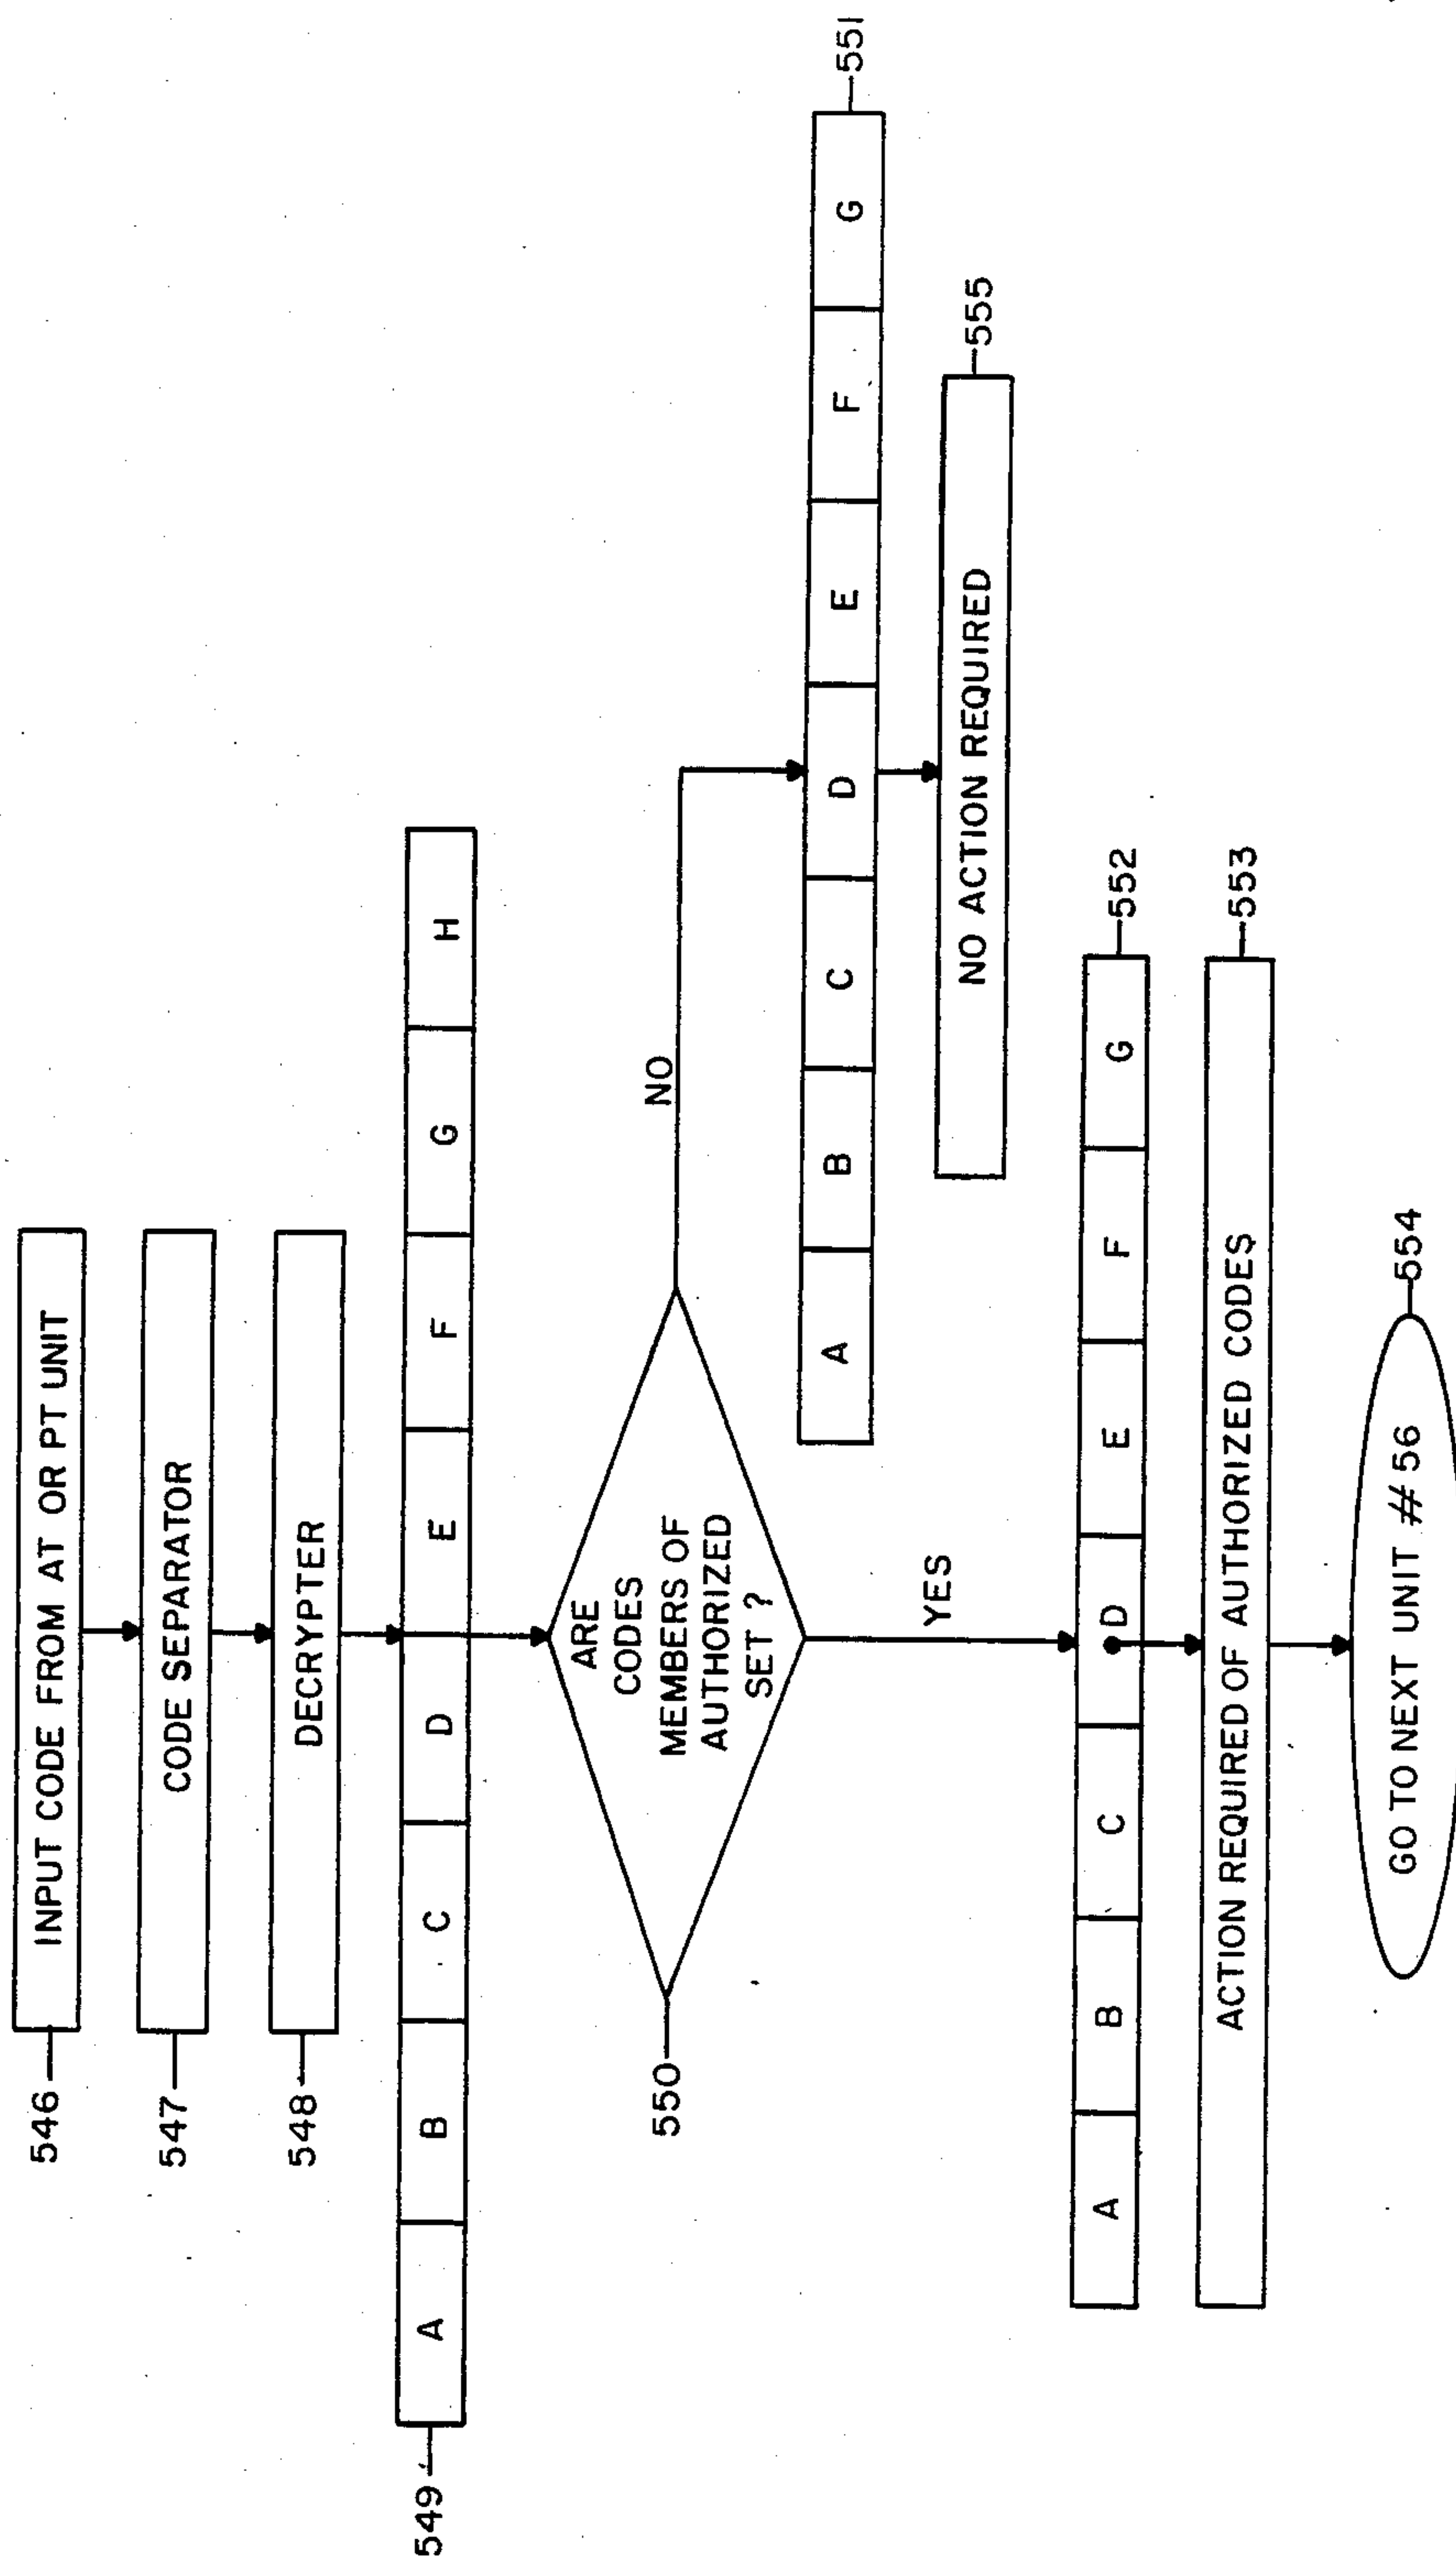 546
INPUT CODE FROM AT OR PT UNIT
547
CODE SEPARATOR
548
DECRYPTER
549
A B C D E F G H
550
ARE
CODES
MEMBERS OF
AUTHORIZED
SET ?
NO
A B C D E F G
551
NO ACTION REQUIRED
555
YES
A B C D E F G
552
ACTION REQUIRED OF AUTHORIZED CODES
553
GO TO NEXT UNIT # 56
554